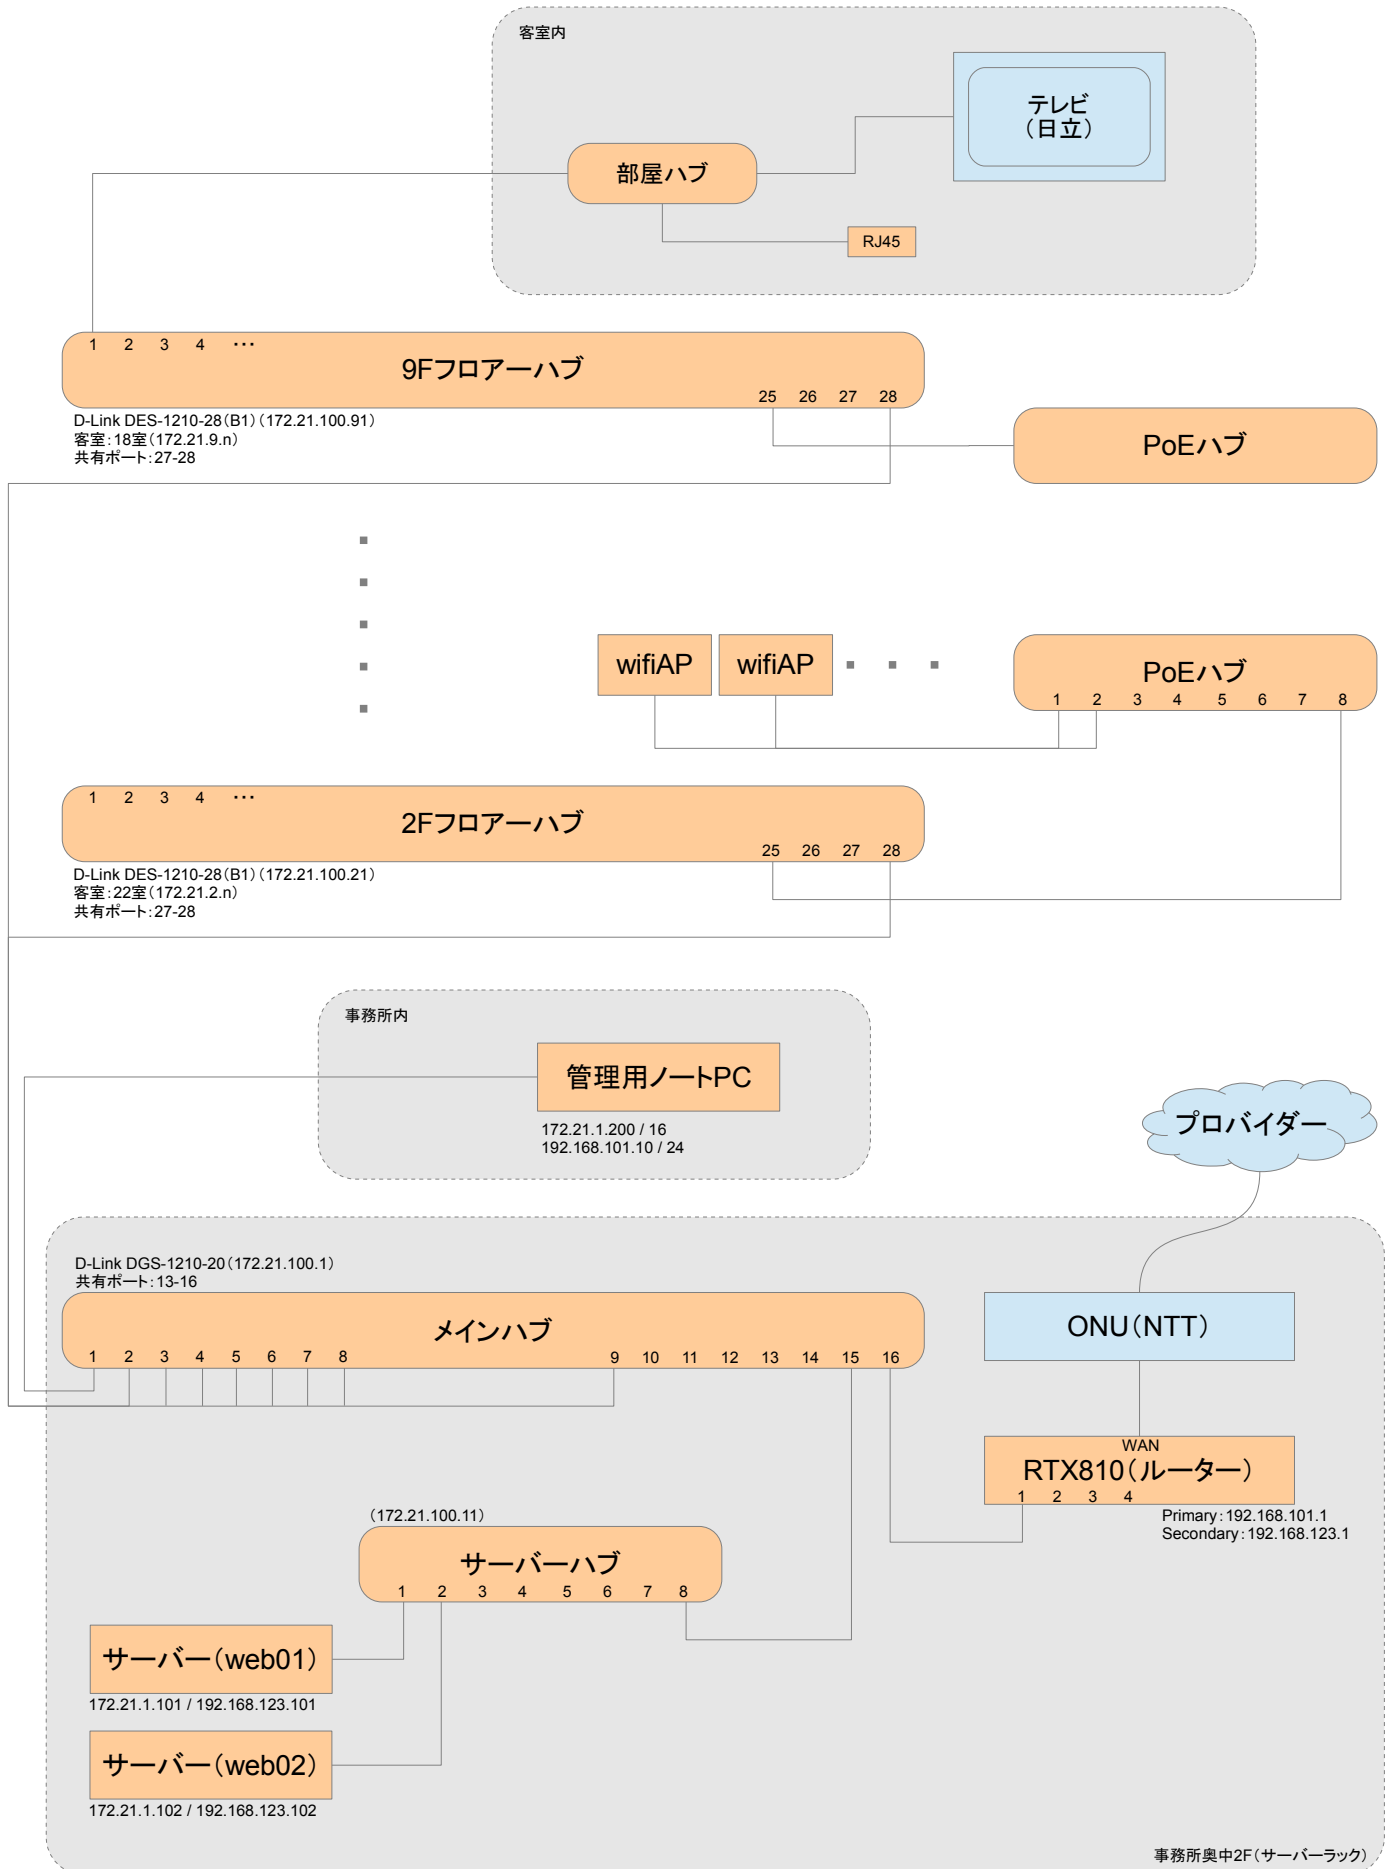 客室内
テレビ
（日立）
部屋ハブ
RJ45
1 2 3 4 ･･･
9Fフロアーハブ
25 26 27 28
D-Link DES-1210-28（B1）（172.21.100.91）
客室：18室（172.21.9.n）
共有ポート：27-28
PoEハブ
wifiAP wifiAP
PoEハブ
1 2 3 4 5 6 7 8
1 2 3 4 ･･･
2Fフロアーハブ
25 26 27 28
D-Link DES-1210-28（B1）（172.21.100.21）
客室：22室（172.21.2.n）
共有ポート：27-28
事務所内
管理用ノートPC
172.21.1.200 / 16
192.168.101.10 / 24
プロバイダー
D-Link DGS-1210-20（172.21.100.1）
共有ポート：13-16
メインハブ
1 2 3 4 5 6 7 8 9 10 11 12 13 14 15 16
ONU（NTT）
WAN
RTX810（ルーター）
1 2 3 4
Primary：192.168.101.1
Secondary：192.168.123.1
（172.21.100.11）
サーバーハブ
1 2 3 4 5 6 7 8
サーバー（web01）
172.21.1.101 / 192.168.123.101
サーバー（web02）
172.21.1.102 / 192.168.123.102
事務所奥中2F（サーバーラック）